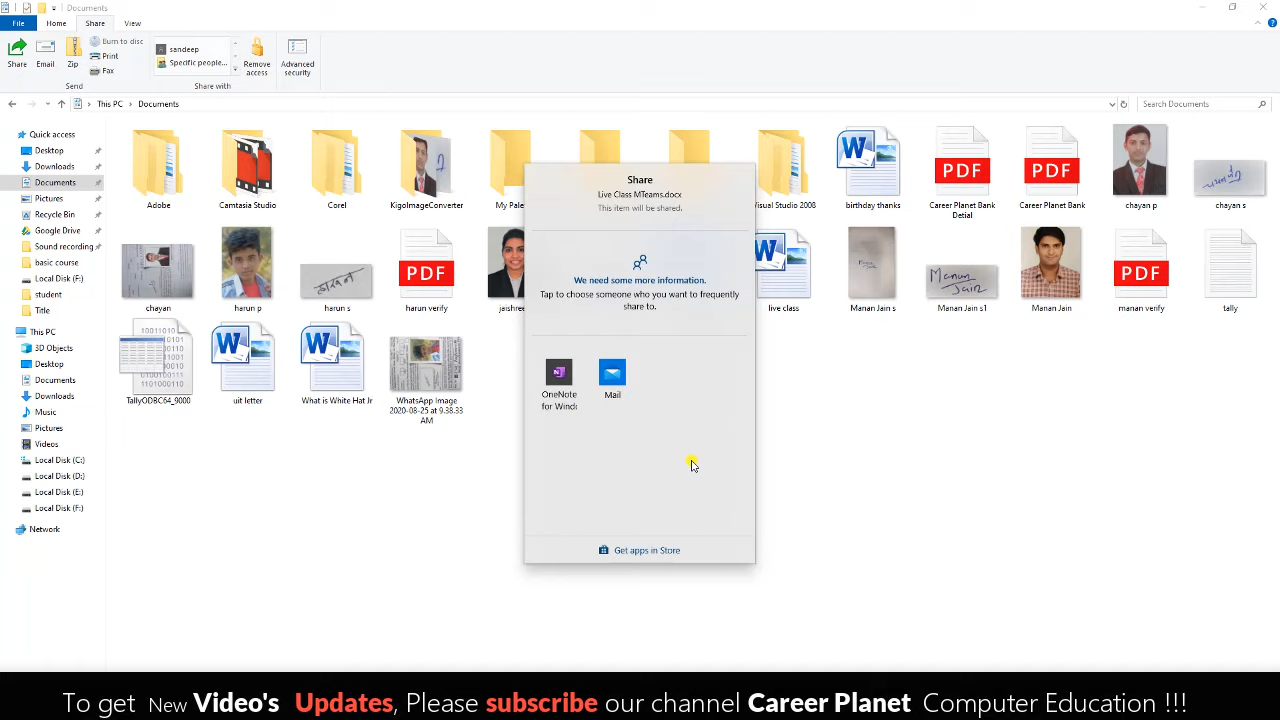 Documents
File Home Share View
Share
Email
Zip
Burn to disc
Print
Fax
Send
sandeep
Specific people...
Share with
Remove
access
Advanced
security
This PC Documents
Search Documents
Quick access
Desktop
Downloads
Documents
Pictures
Recycle Bin
Google Drive
Sound recording
basic course
Local Disk (F:)
student
Title
This PC
3D Objects
Desktop
Documents
Downloads
Music
Pictures
Videos
Local Disk (C:)
Local Disk (D:)
Local Disk (E:)
Local Disk (F:)
Network
Adobe
Camtasia Studio
Corel
KigoImageConverter
My Pale
Visual Studio 2008
birthday thanks
Career Planet Bank
Detial
Career Planet Bank
chayan p
chayan s
PDF
PDF
chayan
harun p
harun s
harun verify
jaishree
live class
Manan Jain s
Manan Jain s1
Manan Jain
manan verify
tally
PDF
Manan
Jain
PDF
10011010
TallyODBC64_9000
uit letter
What is White Hat Jr
WhatsApp Image
2020-08-25 at 9.38.33
AM
Share
Live Class MTeams.docx
This item will be shared.
We need some more information.
Tap to choose someone who you want to frequently
share to.
OneNote
for Wind
Mail
Get apps in Store
To get New Video's Updates, Please subscribe our channel Career Planet Computer Education !!!